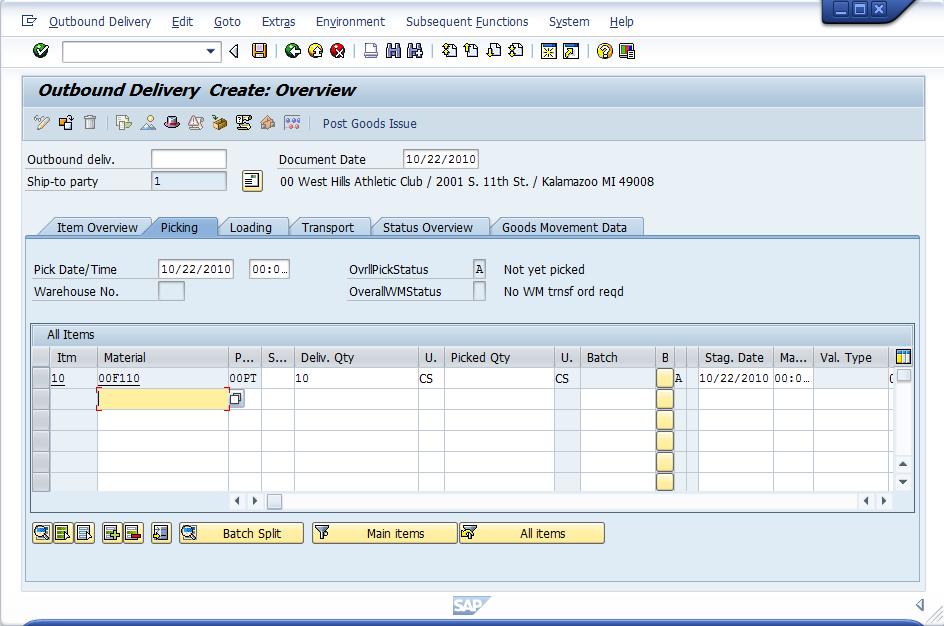 Outbound Delivery Edit Goto Extras Environment Subsequent Functions System Help
Outbound Delivery Create: Overview
Post Goods Issue
Outbound deliv. Document Date 10/22/2010
Ship-to party 1 00 West Hills Athletic Club / 2001 S. 11th St. / Kalamazoo MI 49008
Item Overview Picking Loading Transport Status Overview Goods Movement Data
Pick Date/Time 10/22/2010 00:0… OvrllPickStatus A Not yet picked
Warehouse No. OverallWMStatus No WM trnsf ord reqd
All Items
Itm Material P... S... Deliv. Qty U. Picked Qty U. Batch B Stag. Date Ma... Val. Type
10 00F110 00PT 10 CS CS A 10/22/2010 00:0… 0
Batch Split Main items All items
SAP